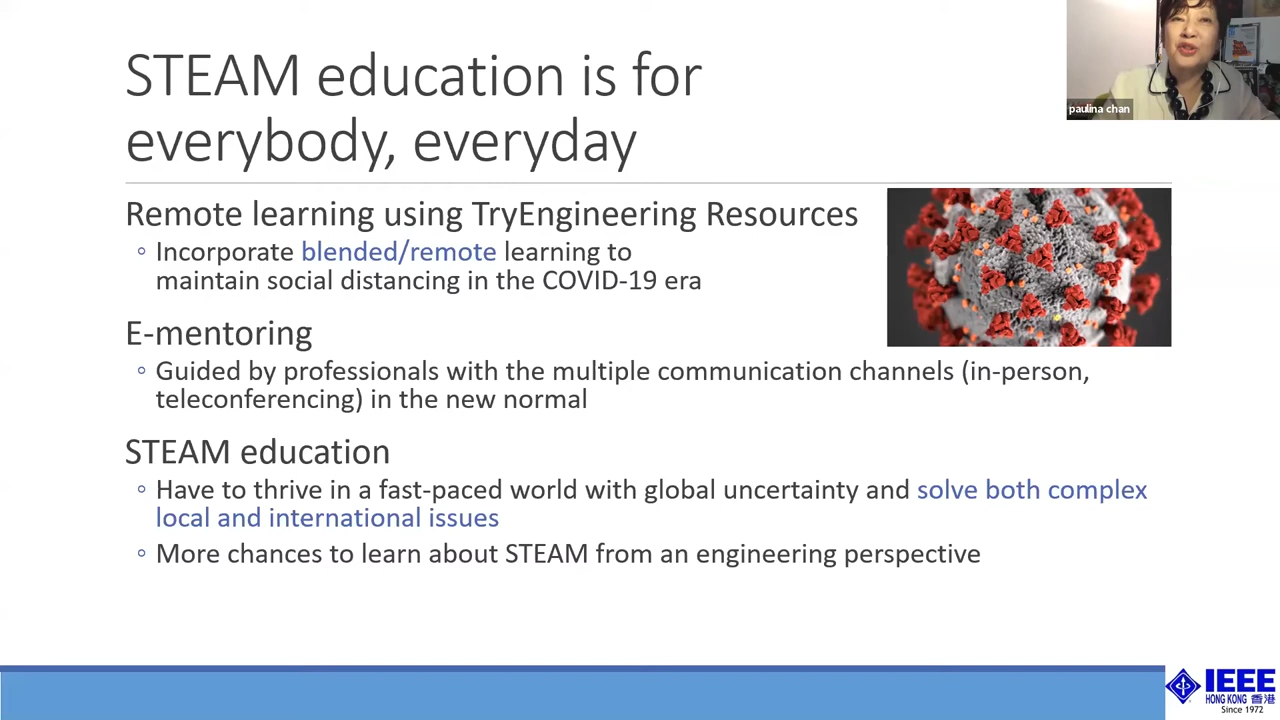 STEAM education is for
everybody, everyday
paulina chan
Remote learning using TryEngineering Resources
◦ Incorporate blended/remote learning to
maintain social distancing in the COVID-19 era
E-mentoring
◦ Guided by professionals with the multiple communication channels (in-person,
teleconferencing) in the new normal
STEAM education
◦ Have to thrive in a fast-paced world with global uncertainty and solve both complex
local and international issues
◦ More chances to learn about STEAM from an engineering perspective
IEEE
HONG KONG 香港
Since 1972